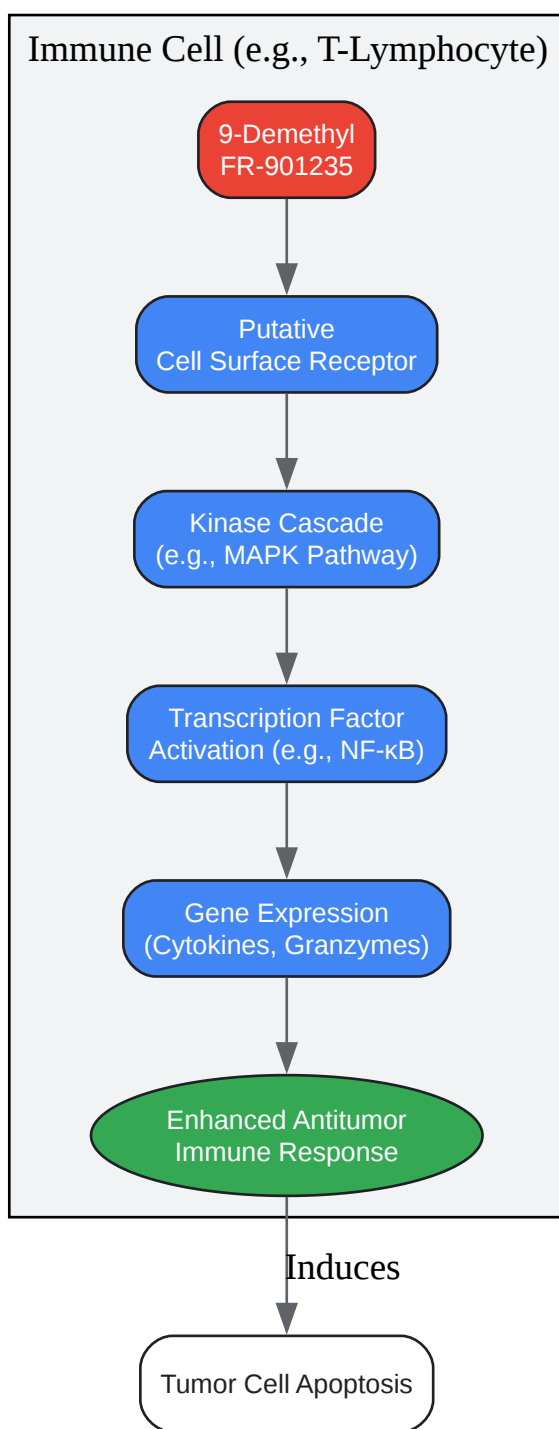 Immune Cell (e.g., T-Lymphocyte)
9-Demethyl
FR-901235
Putative
Cell Surface Receptor
Kinase Cascade
(e.g., MAPK Pathway)
Transcription Factor
Activation (e.g., NF-κB)
Gene Expression
(Cytokines, Granzymes)
Enhanced Antitumor
Immune Response
Induces
Tumor Cell Apoptosis